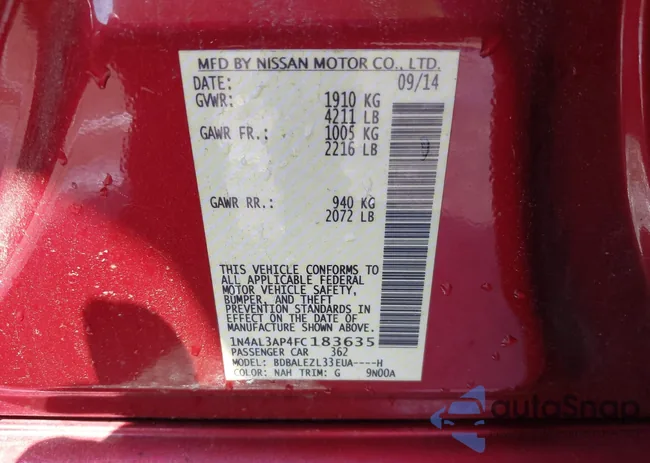 MFD BY NISSAN MOTOR CO., LTD.
DATE: 09/14
GVWR: 1910 KG
4211 LB
GAWR FR.: 1005 KG
2216 LB
GAWR RR.: 940 KG
2072 LB
THIS VEHICLE CONFORMS TO
ALL APPLICABLE FEDERAL
MOTOR VEHICLE SAFETY,
BUMPER, AND THEFT
PREVENTION STANDARDS IN
EFFECT ON THE DATE OF
MANUFACTURE SHOWN ABOVE.
1N4AL3AP4FC183635
PASSENGER CAR 362
MODEL: BDBALEZL33EUA----H
COLOR: NAH TRIM: G 9N00A
autoSnap